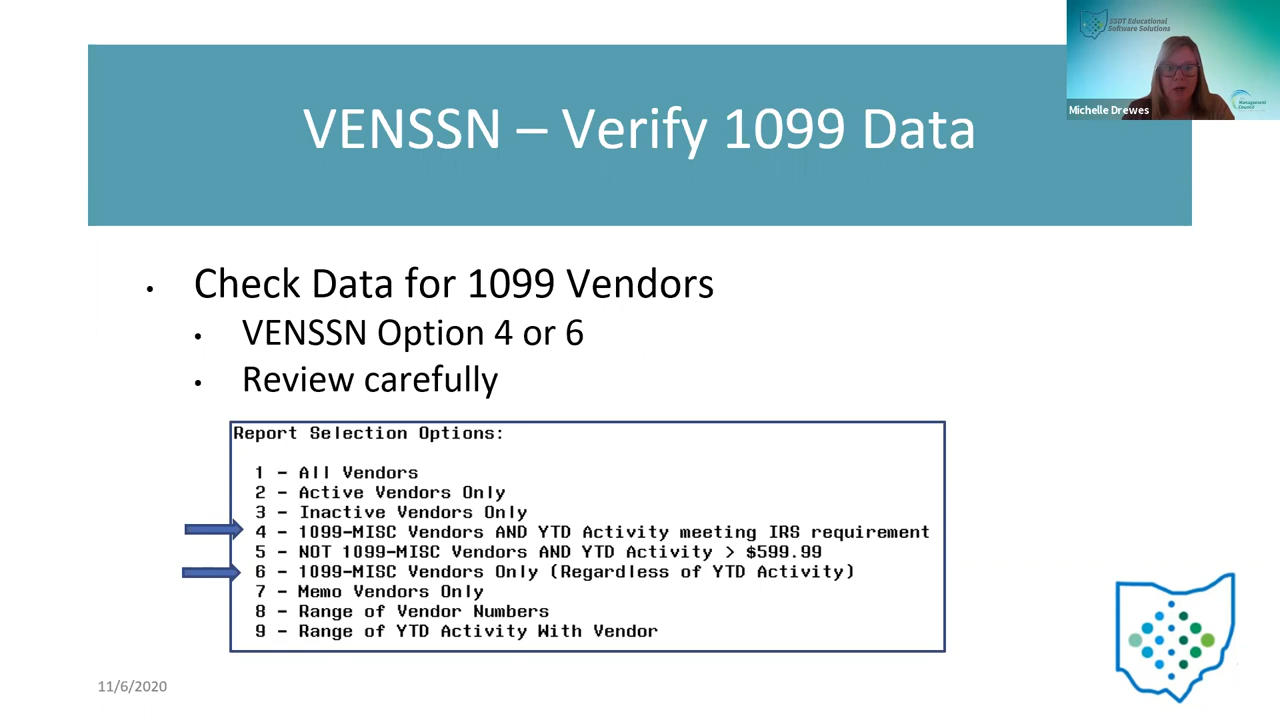 SSDT Educational
Software Solutions
Management
Council
Michelle Drewes
VENSSN – Verify 1099 Data
• Check Data for 1099 Vendors
• VENSSN Option 4 or 6
• Review carefully
Report Selection Options:
1 - All Vendors
2 - Active Vendors Only
3 - Inactive Vendors Only
4 - 1099-MISC Vendors AND YTD Activity meeting IRS requirement
5 - NOT 1099-MISC Vendors AND YTD Activity > $599.99
6 - 1099-MISC Vendors Only (Regardless of YTD Activity)
7 - Memo Vendors Only
8 - Range of Vendor Numbers
9 - Range of YTD Activity With Vendor
11/6/2020